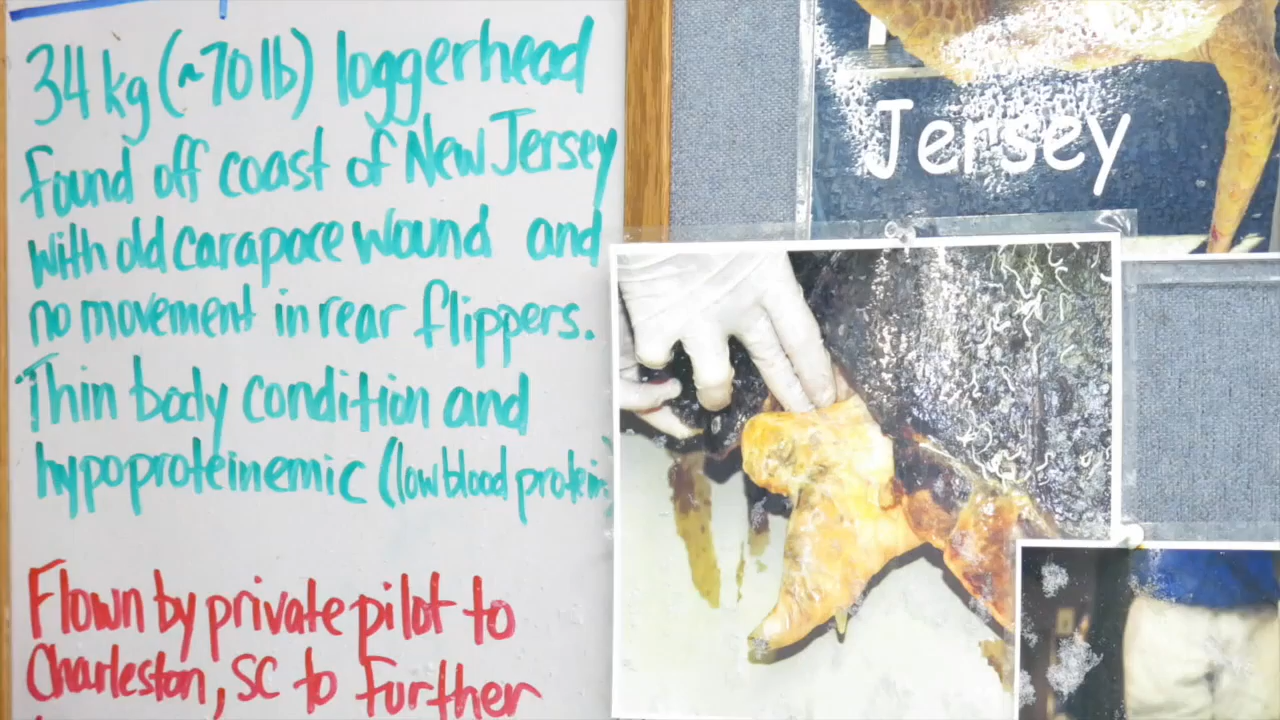 34 kg (~70 lb) loggerhead
found off coast of New Jersey
with old carapace wound and
no movement in rear flippers.
Thin body condition and
hypoproteinemic (low blood protein
Flown by private pilot to
Charleston, SC to further
Jersey